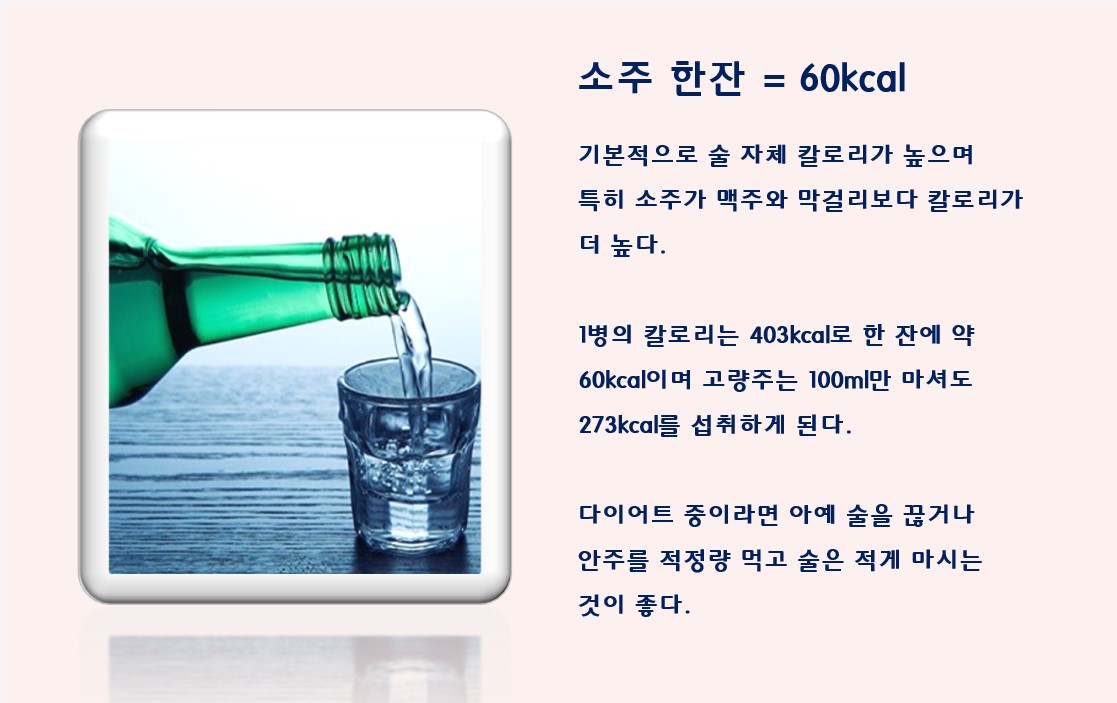 소주 한잔 = 60kcal
기본적으로 술 자체 칼로리가 높으며
특히 소주가 맥주와 막걸리보다 칼로리가
더 높다.
1병의 칼로리는 403kcal로 한 잔에 약
60kcal이며 고량주는 100ml만 마셔도
273kcal를 섭취하게 된다.
다이어트 중이라면 아예 술을 끊거나
안주를 적정량 먹고 술은 적게 마시는
것이 좋다.